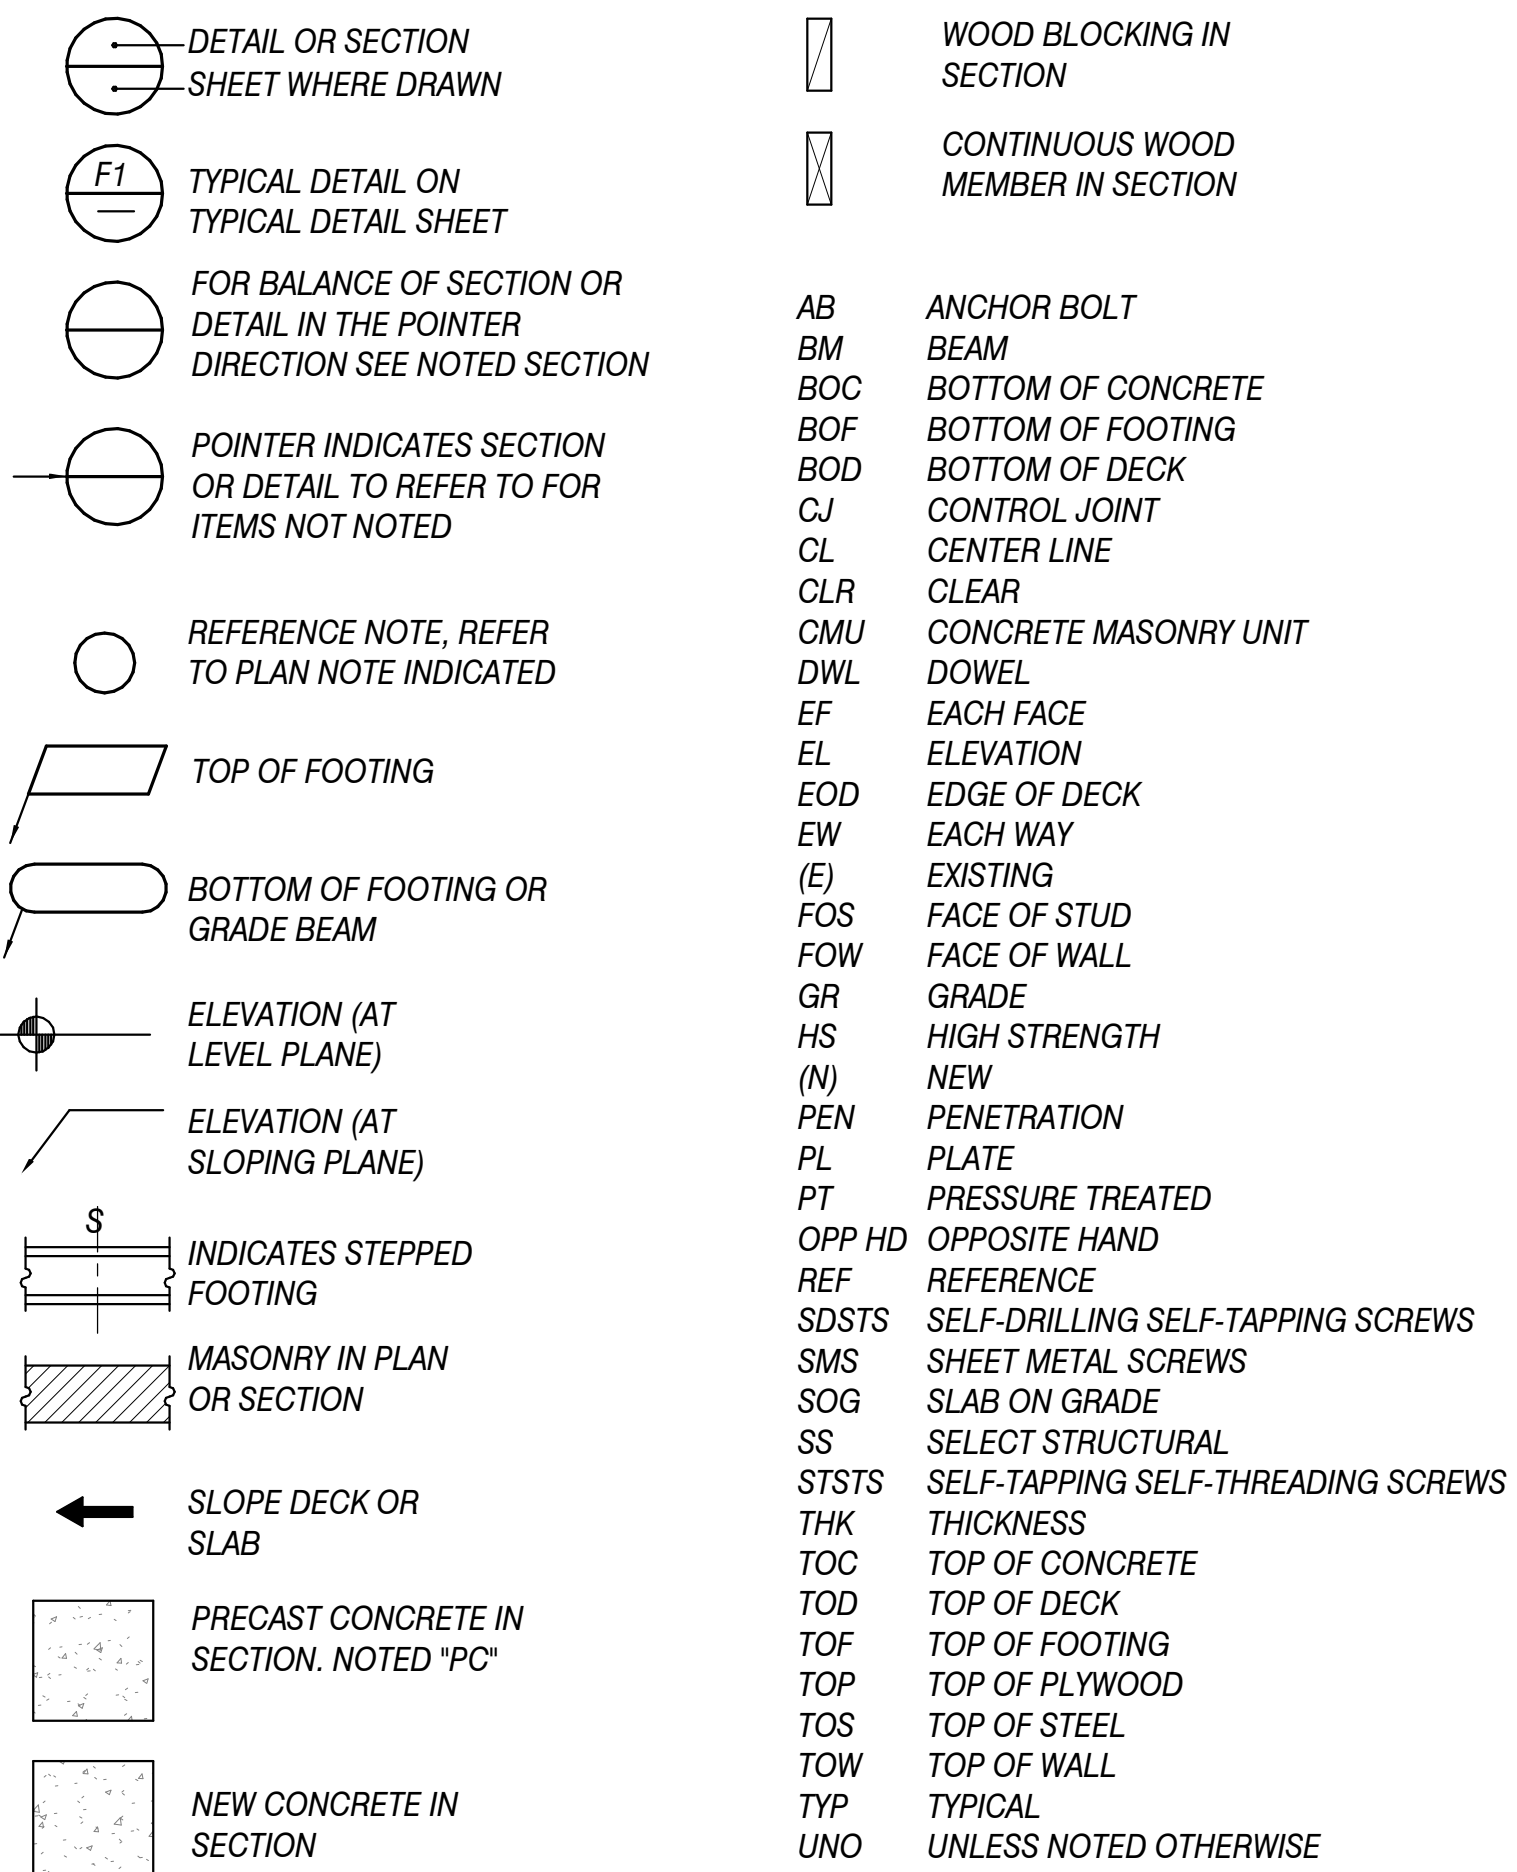 DETAIL OR SECTION
SHEET WHERE DRAWN
F1
TYPICAL DETAIL ON
TYPICAL DETAIL SHEET
FOR BALANCE OF SECTION OR
DETAIL IN THE POINTER
DIRECTION SEE NOTED SECTION
POINTER INDICATES SECTION
OR DETAIL TO REFER TO FOR
ITEMS NOT NOTED
REFERENCE NOTE, REFER
TO PLAN NOTE INDICATED
TOP OF FOOTING
BOTTOM OF FOOTING OR
GRADE BEAM
ELEVATION (AT
LEVEL PLANE)
ELEVATION (AT
SLOPING PLANE)
S
INDICATES STEPPED
FOOTING
MASONRY IN PLAN
OR SECTION
SLOPE DECK OR
SLAB
PRECAST CONCRETE IN
SECTION. NOTED "PC"
NEW CONCRETE IN
SECTION
WOOD BLOCKING IN
SECTION
CONTINUOUS WOOD
MEMBER IN SECTION
AB ANCHOR BOLT
BM BEAM
BOC BOTTOM OF CONCRETE
BOF BOTTOM OF FOOTING
BOD BOTTOM OF DECK
CJ CONTROL JOINT
CL CENTER LINE
CLR CLEAR
CMU CONCRETE MASONRY UNIT
DWL DOWEL
EF EACH FACE
EL ELEVATION
EOD EDGE OF DECK
EW EACH WAY
(E) EXISTING
FOS FACE OF STUD
FOW FACE OF WALL
GR GRADE
HS HIGH STRENGTH
(N) NEW
PEN PENETRATION
PL PLATE
PT PRESSURE TREATED
OPP HD OPPOSITE HAND
REF REFERENCE
SDSTS SELF-DRILLING SELF-TAPPING SCREWS
SMS SHEET METAL SCREWS
SOG SLAB ON GRADE
SS SELECT STRUCTURAL
STSTS SELF-TAPPING SELF-THREADING SCREWS
THK THICKNESS
TOC TOP OF CONCRETE
TOD TOP OF DECK
TOF TOP OF FOOTING
TOP TOP OF PLYWOOD
TOS TOP OF STEEL
TOW TOP OF WALL
TYP TYPICAL
UNO UNLESS NOTED OTHERWISE